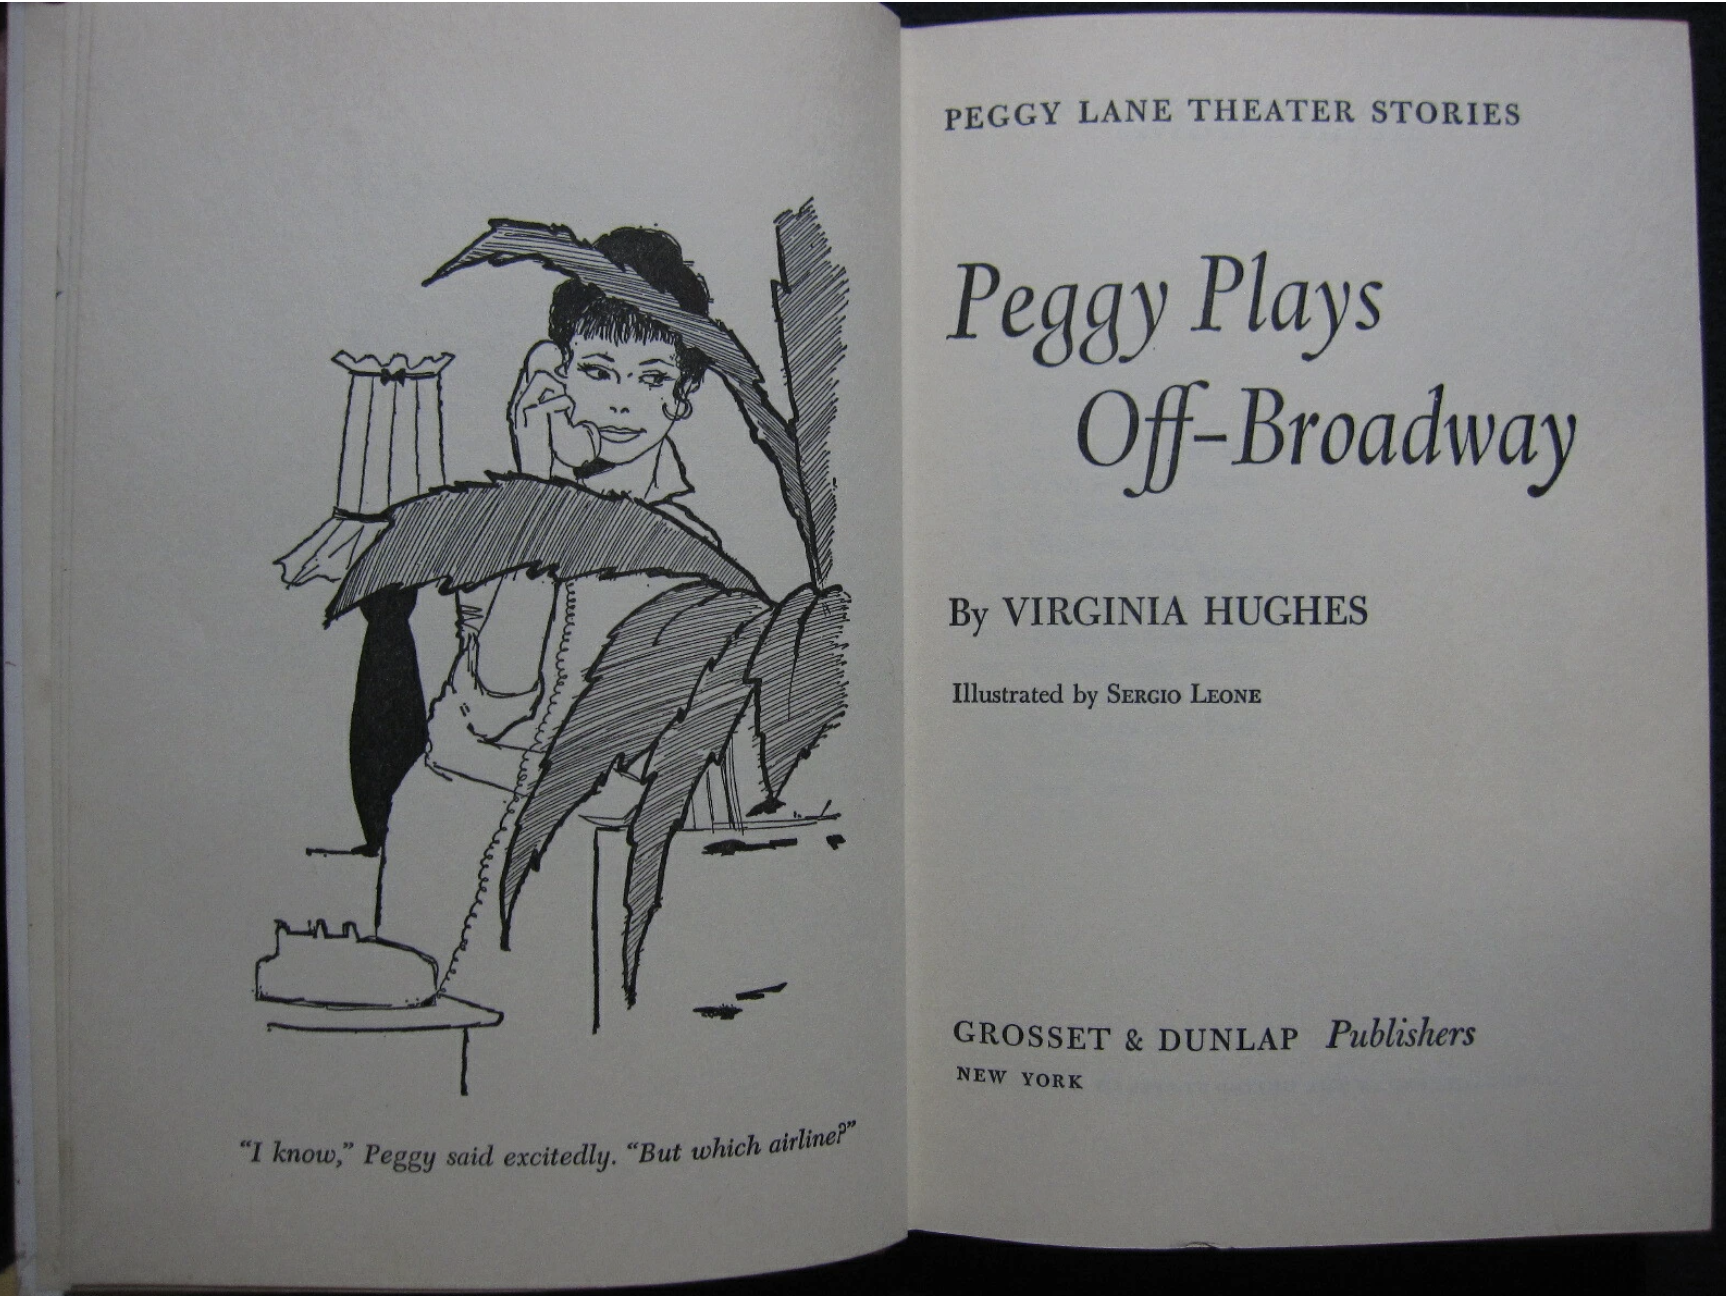 "I know," Peggy said excitedly. "But which airline?"
PEGGY LANE THEATER STORIES
Peggy Plays
Off-Broadway
By VIRGINIA HUGHES
Illustrated by SERGIO LEONE
GROSSET & DUNLAP Publishers
NEW YORK